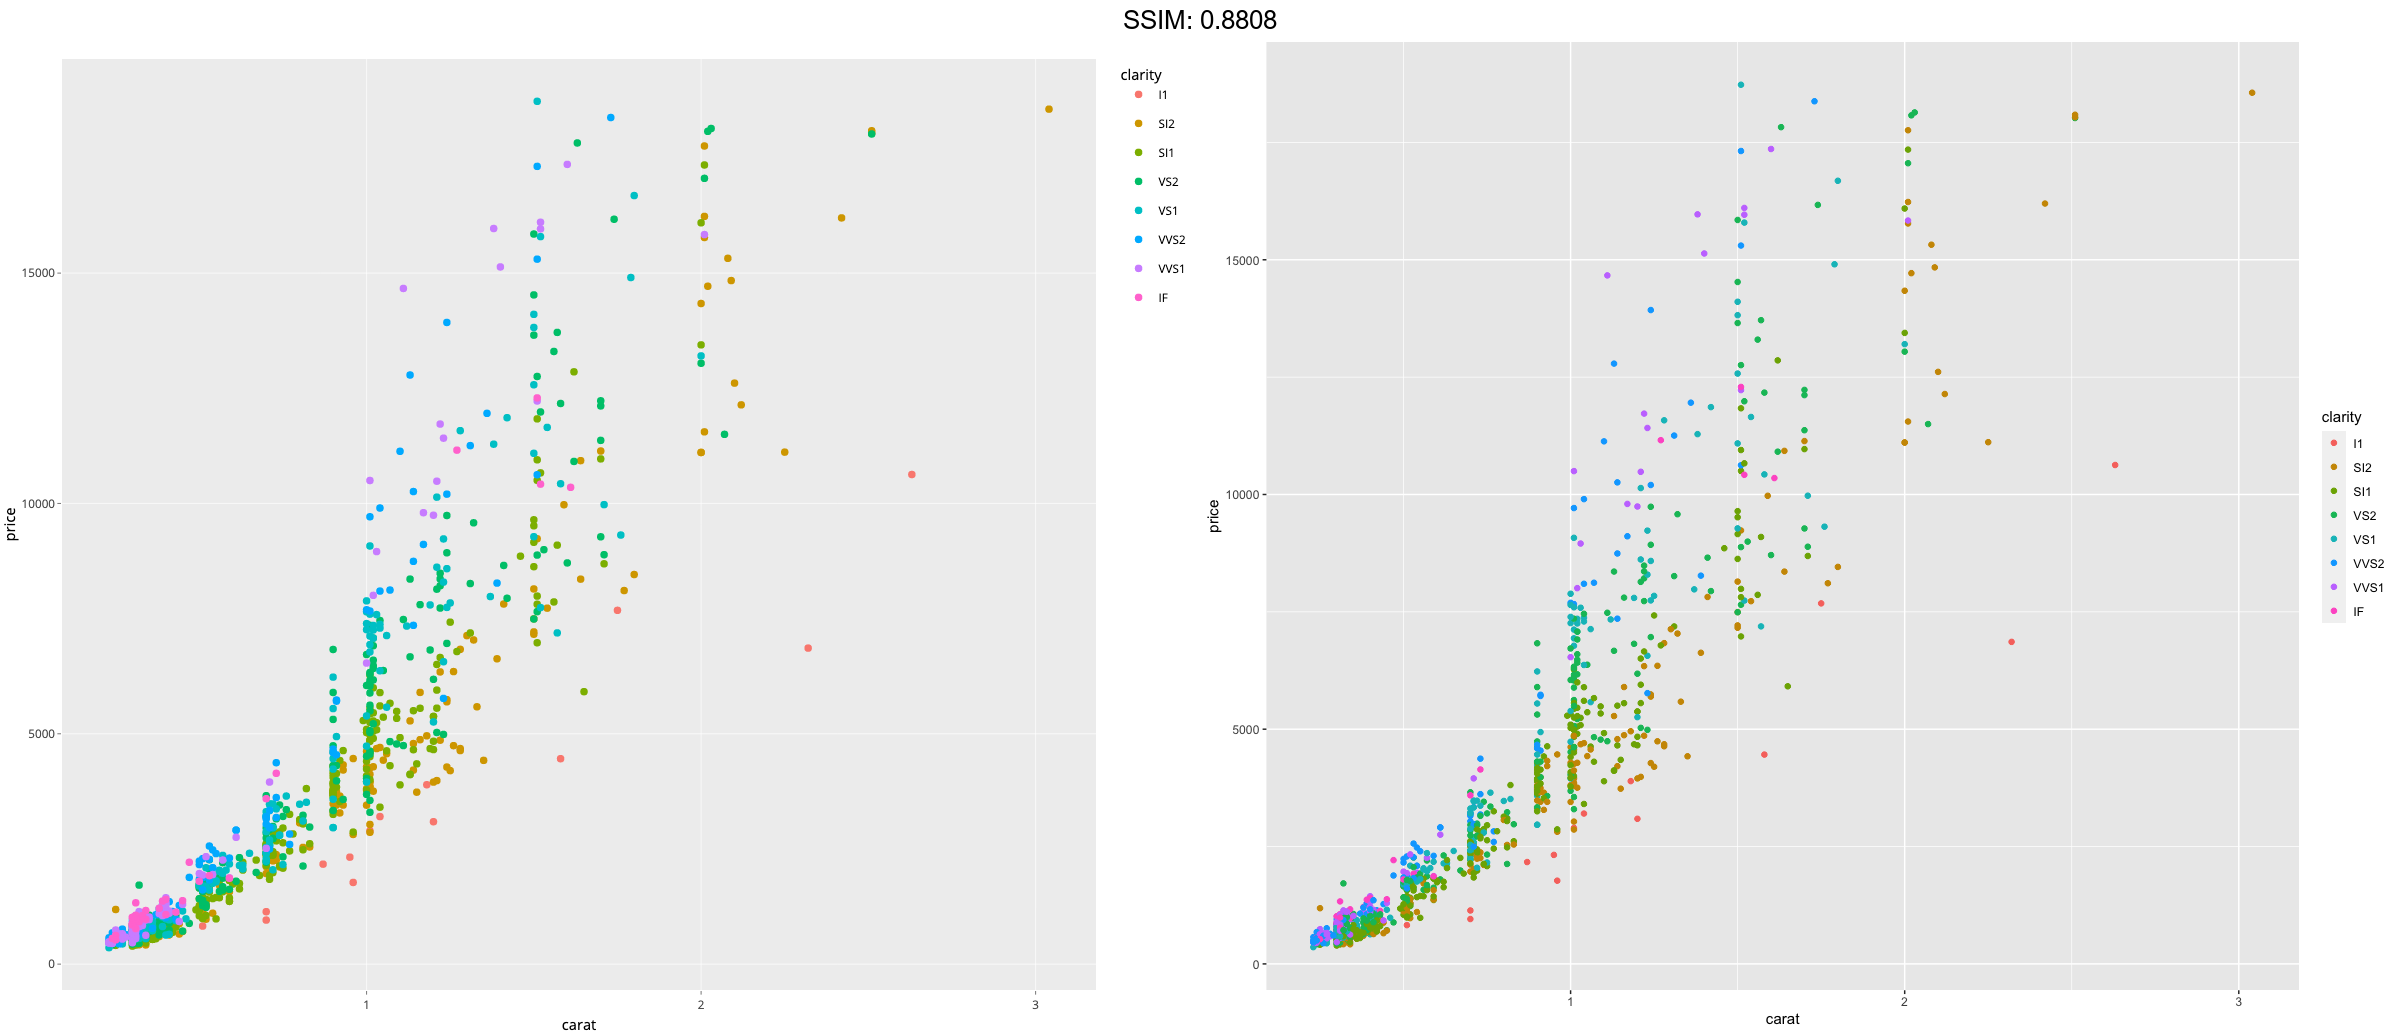 SSIM: 0.8808
clarity
I1
SI2
SI1
VS2
VS1
VVS2
VVS1
IF
price
15000
10000
5000
0
1
2
3
carat
price
15000
10000
5000
0
1
2
3
carat
clarity
I1
SI2
SI1
VS2
VS1
VVS2
VVS1
IF